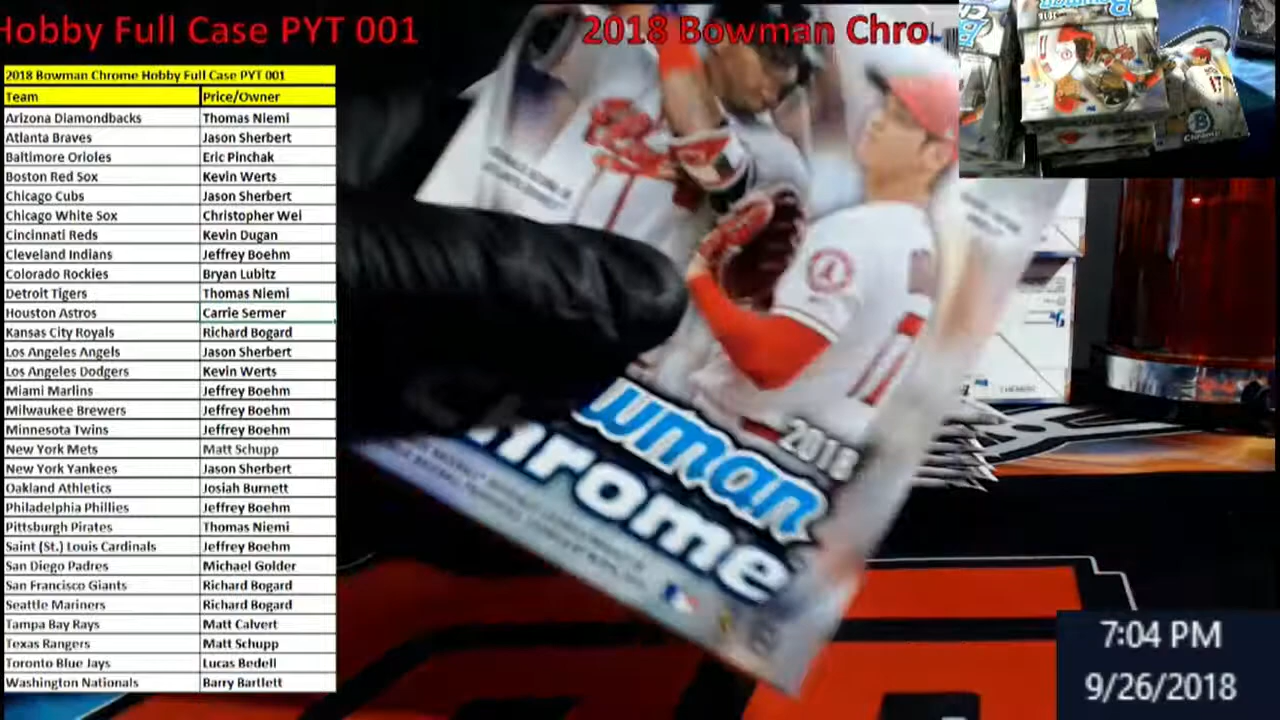 Hobby Full Case PYT 001
2018 Bowman Chro
2018 Bowman Chrome Hobby Full Case PYT 001
Team Price/Owner
Arizona Diamondbacks Thomas Niemi
Atlanta Braves Jason Sherbert
Baltimore Orioles Eric Pinchak
Boston Red Sox Kevin Werts
Chicago Cubs Jason Sherbert
Chicago White Sox Christopher Wei
Cincinnati Reds Kevin Dugan
Cleveland Indians Jeffrey Boehm
Colorado Rockies Bryan Lubitz
Detroit Tigers Thomas Niemi
Houston Astros Carrie Sermer
Kansas City Royals Richard Bogard
Los Angeles Angels Jason Sherbert
Los Angeles Dodgers Kevin Werts
Miami Marlins Jeffrey Boehm
Milwaukee Brewers Jeffrey Boehm
Minnesota Twins Jeffrey Boehm
New York Mets Matt Schupp
New York Yankees Jason Sherbert
Oakland Athletics Josiah Burnett
Philadelphia Phillies Jeffrey Boehm
Pittsburgh Pirates Thomas Niemi
Saint (St.) Louis Cardinals Jeffrey Boehm
San Diego Padres Michael Golder
San Francisco Giants Richard Bogard
Seattle Mariners Richard Bogard
Tampa Bay Rays Matt Calvert
Texas Rangers Matt Schupp
Toronto Blue Jays Lucas Bedell
Washington Nationals Barry Bartlett
2018
wman
hrome
17
Bowman
7:04 PM
9/26/2018